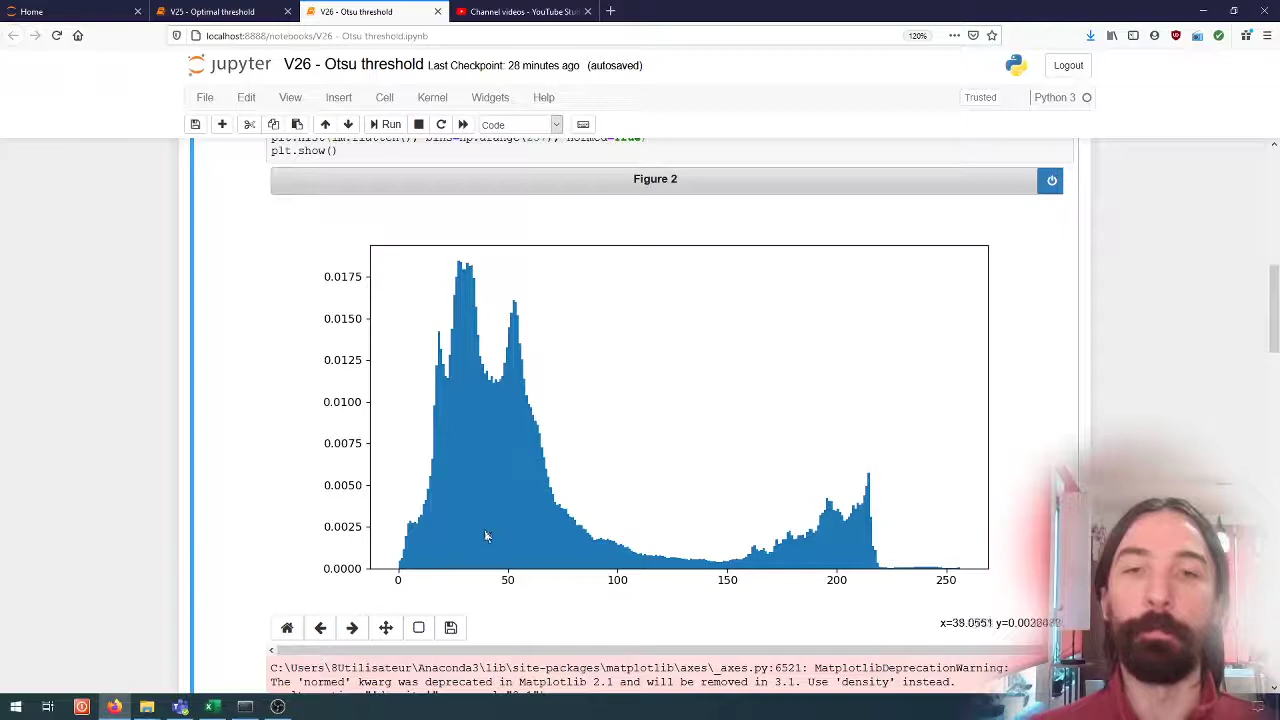 Home
V25 - Optimal threshold
V26 - Otsu threshold
Channel videos - YouTube Stu
localhost:8888/notebooks/V26 - Otsu threshold.ipynb
120%
jupyter V26 - Otsu threshold Last Checkpoint: 28 minutes ago (autosaved)
Logout
File Edit View Insert Cell Kernel Widgets Help
Trusted
Python 3
Run
Code
plt.show()
Figure 2
0.0175
0.0150
0.0125
0.0100
0.0075
0.0050
0.0025
0.0000
0 50 100 150 200 250
C:\Users\8Utilisateur\Anaconda3\lib\site-packages\matplotlib\axes\_axes.py:6521: MatplotlibDeprecationWarning:
The 'normed' kwarg was deprecated in Matplotlib 2.1 and will be removed in 3.1. Use 'density' instead.